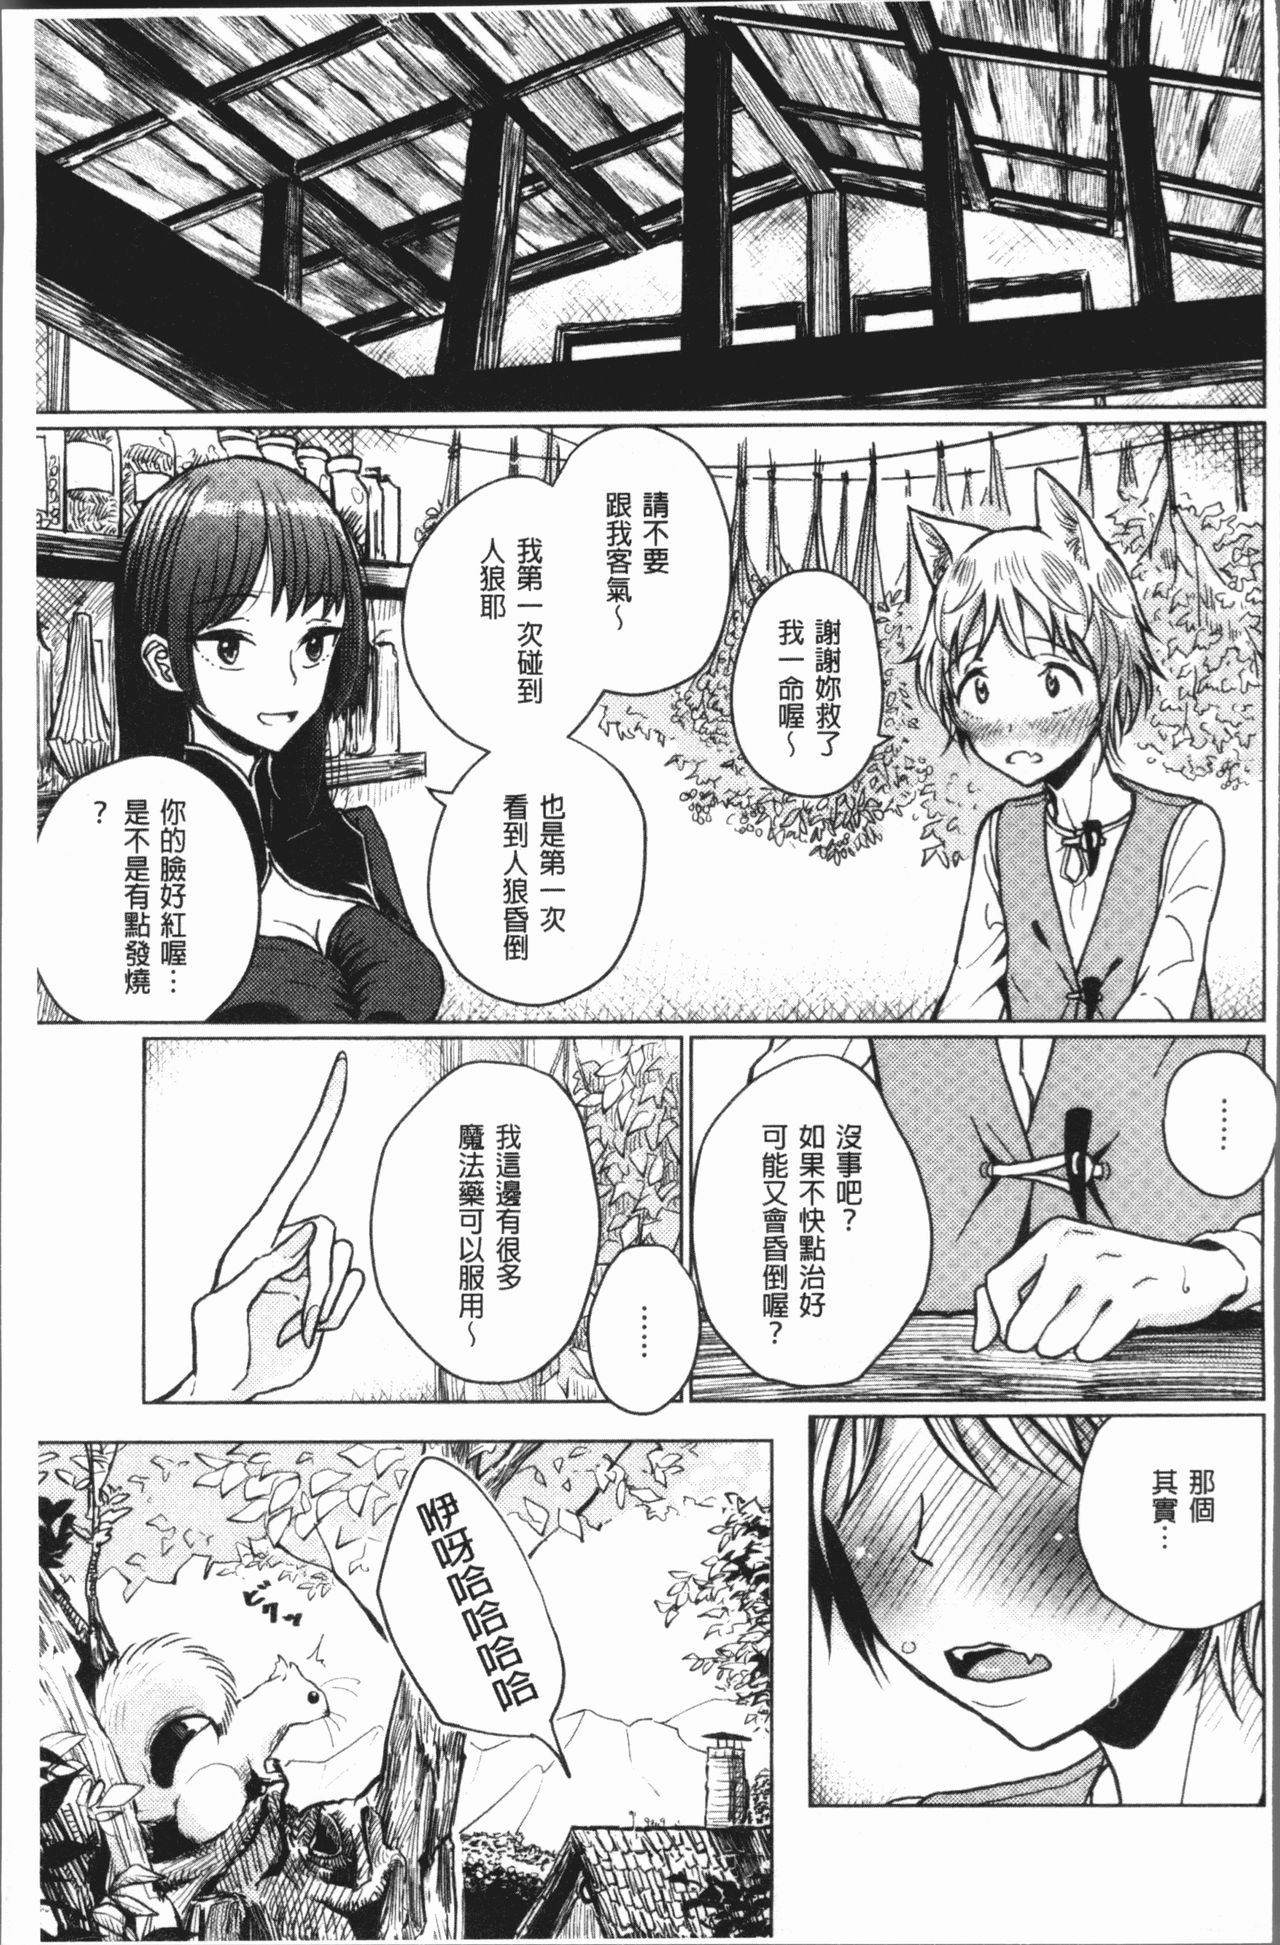 謝謝妳救了
我一命喔～
請不要
跟我客氣～
我第一次碰到
人狼耶
也是第一次
看到人狼昏倒
你的臉好紅喔…
是不是有點發燒
？
……
沒事吧？
如果不快點治好
可能又會昏倒喔？
我這邊有很多
魔法藥可以服用～
……
那個
其實…
咿呀哈哈哈哈哈
ビクッ